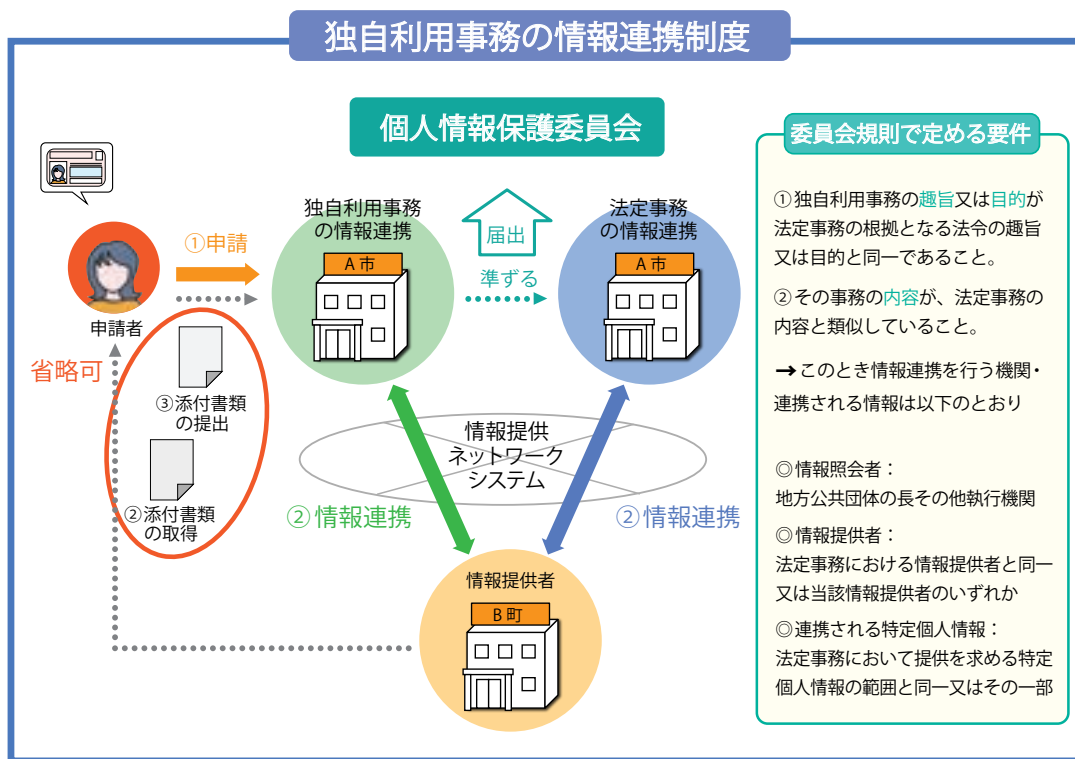 独自利用事務の情報連携制度
個人情報保護委員会
独自利用事務
の情報連携
A市
届出
準ずる
法定事務
の情報連携
A市
①申請
申請者
省略可
③添付書類
の提出
②添付書類
の取得
情報提供
ネットワーク
システム
②情報連携
②情報連携
情報提供者
B町
委員会規則で定める要件
①独自利用事務の趣旨又は目的が
法定事務の根拠となる法令の趣旨
又は目的と同一であること。
②その事務の内容が、法定事務の
内容と類似していること。
→このとき情報連携を行う機関・
連携される情報は以下のとおり
◎情報照会者：
地方公共団体の長その他執行機関
◎情報提供者：
法定事務における情報提供者と同一
又は当該情報提供者のいずれか
◎連携される特定個人情報：
法定事務において提供を求める特定
個人情報の範囲と同一又はその一部